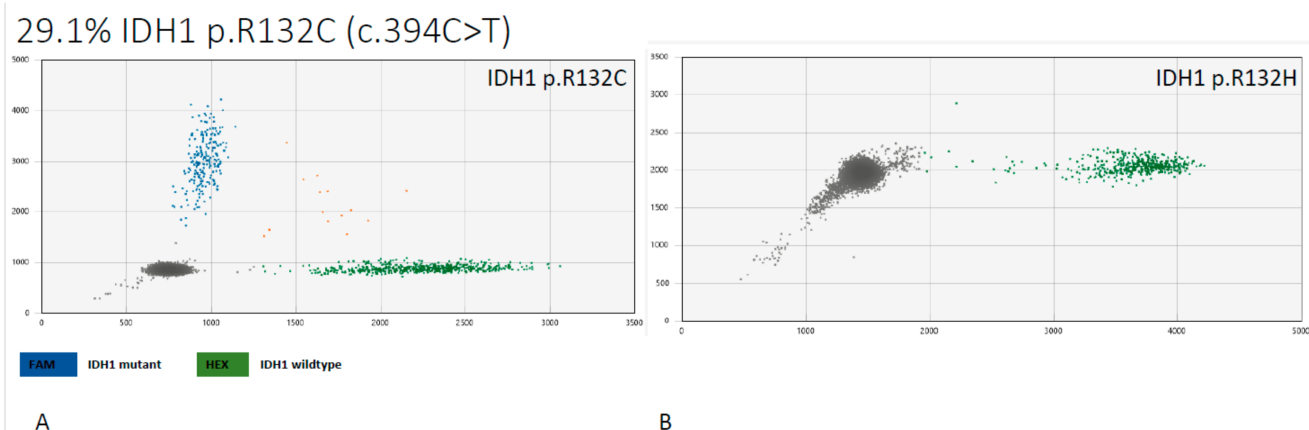 29.1% IDH1 p.R132C (c.394C>T)
5000
IDH1 p.R132C
4000
3000
2000
1000
0
0 500 1000 1500 2000 2500 3000 3500
3500
IDH1 p.R132H
3000
2500
2000
1500
1000
500
0
0 1000 2000 3000 4000 5000
FAM IDH1 mutant HEX IDH1 wildtype
A
B